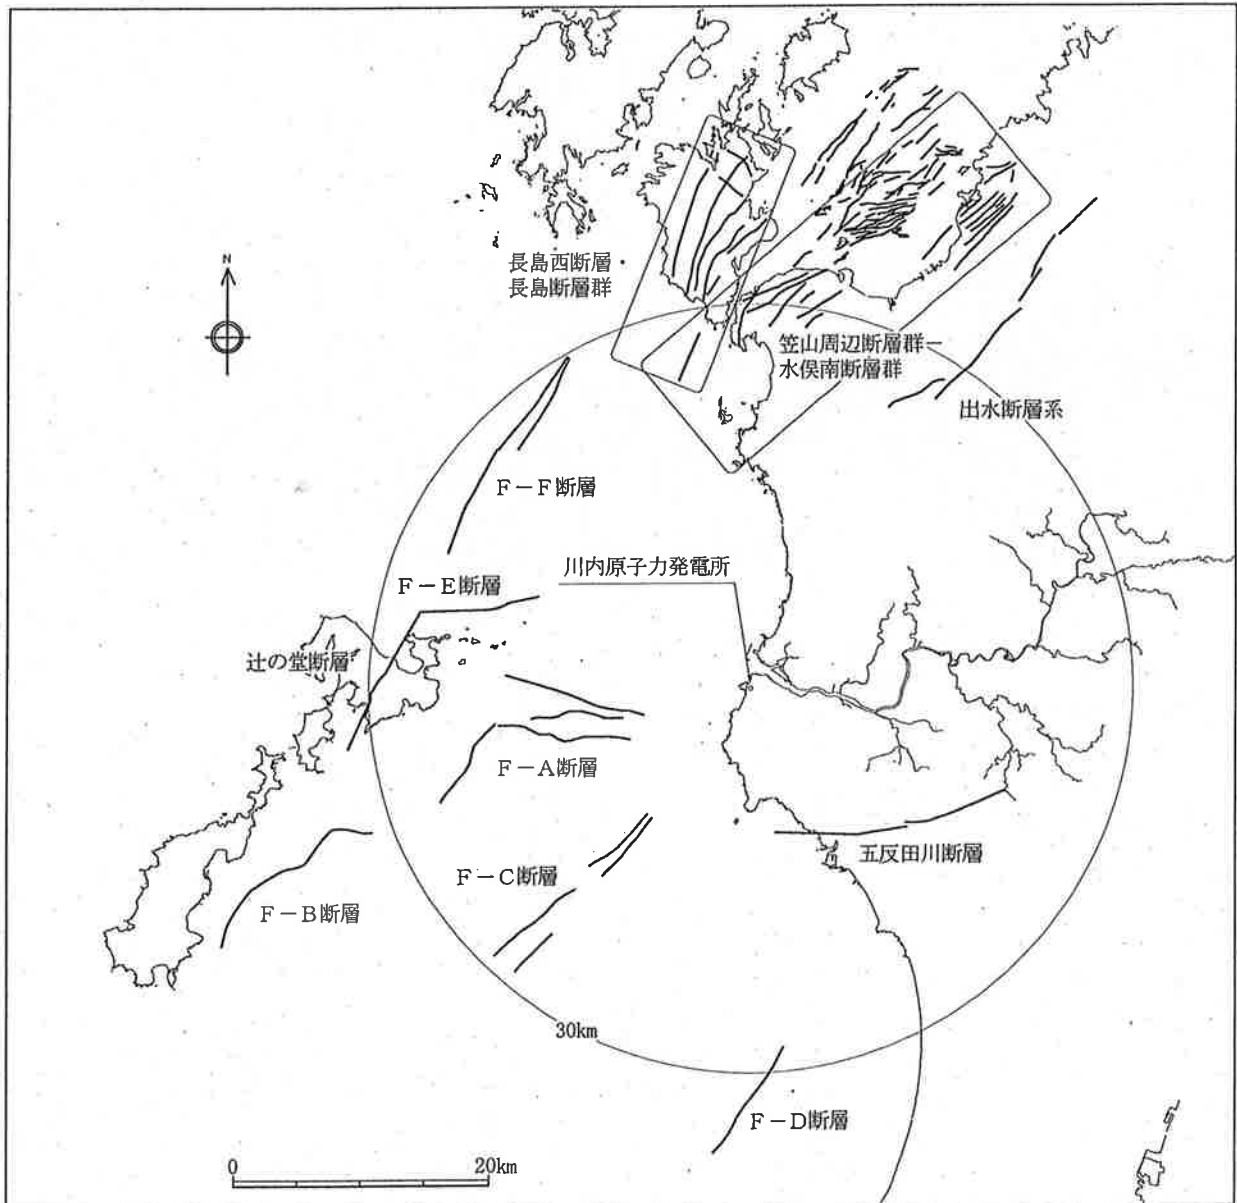 N
長島西断層・
長島断層群
笠山周辺断層群－
水俣南断層群
出水断層系
Ｆ－Ｆ断層
川内原子力発電所
Ｆ－Ｅ断層
辻の堂断層
Ｆ－Ａ断層
五反田川断層
Ｆ－Ｃ断層
Ｆ－Ｂ断層
30km
Ｆ－Ｄ断層
0 20km